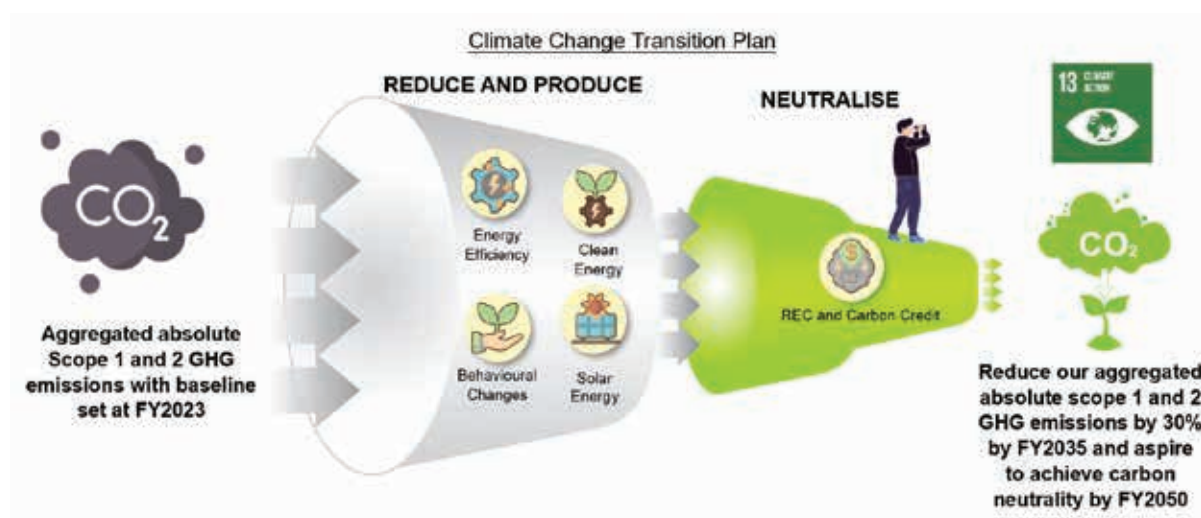 Climate Change Transition Plan
REDUCE AND PRODUCE
NEUTRALISE
13 CLIMATE
ACTION
CO2
Energy
Efficiency
Clean
Energy
Behavioural
Changes
Solar
Energy
$
REC and Carbon Credit
CO2
Aggregated absolute
Scope 1 and 2 GHG
emissions with baseline
set at FY2023
Reduce our aggregated
absolute scope 1 and 2
GHG emissions by 30%
by FY2035 and aspire
to achieve carbon
neutrality by FY2050